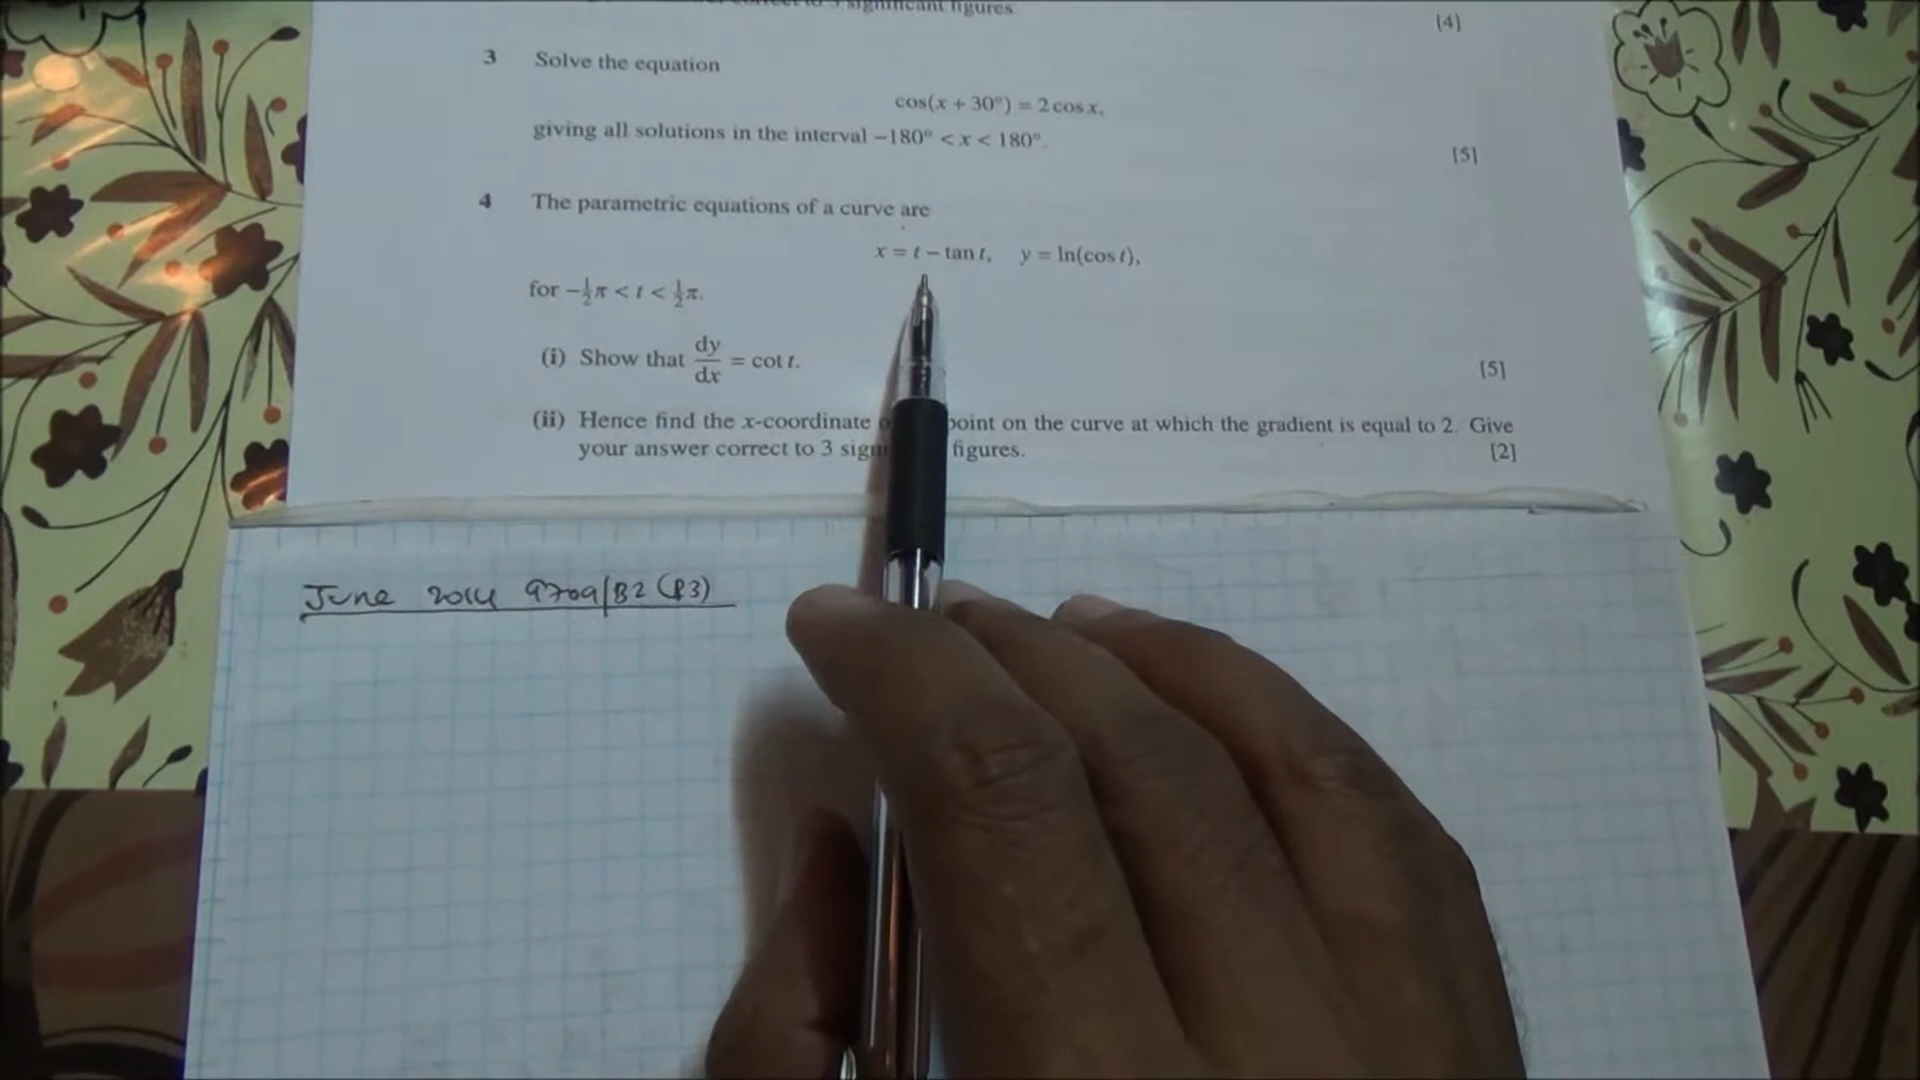 significant figures
[4]
3 Solve the equation
cos(x + 30°) = 2 cos x,
giving all solutions in the interval −180° < x < 180°.
[5]
4 The parametric equations of a curve are
x = t − tan t, y = ln(cos t),
for −½π < t < ½π.
(i) Show that dy/dx = cot t.
[5]
(ii) Hence find the x-coordinate point on the curve at which the gradient is equal to 2. Give
your answer correct to 3 figures.
[2]
June 2014 9709/32 (P3)